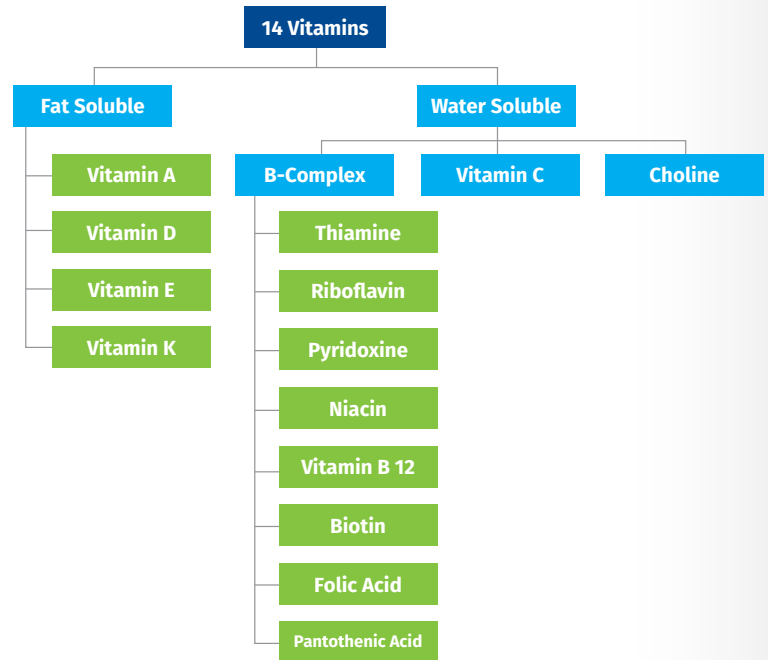 14 Vitamins
Fat Soluble
Water Soluble
Vitamin A
Vitamin D
Vitamin E
Vitamin K
B-Complex
Vitamin C
Choline
Thiamine
Riboflavin
Pyridoxine
Niacin
Vitamin B 12
Biotin
Folic Acid
Pantothenic Acid